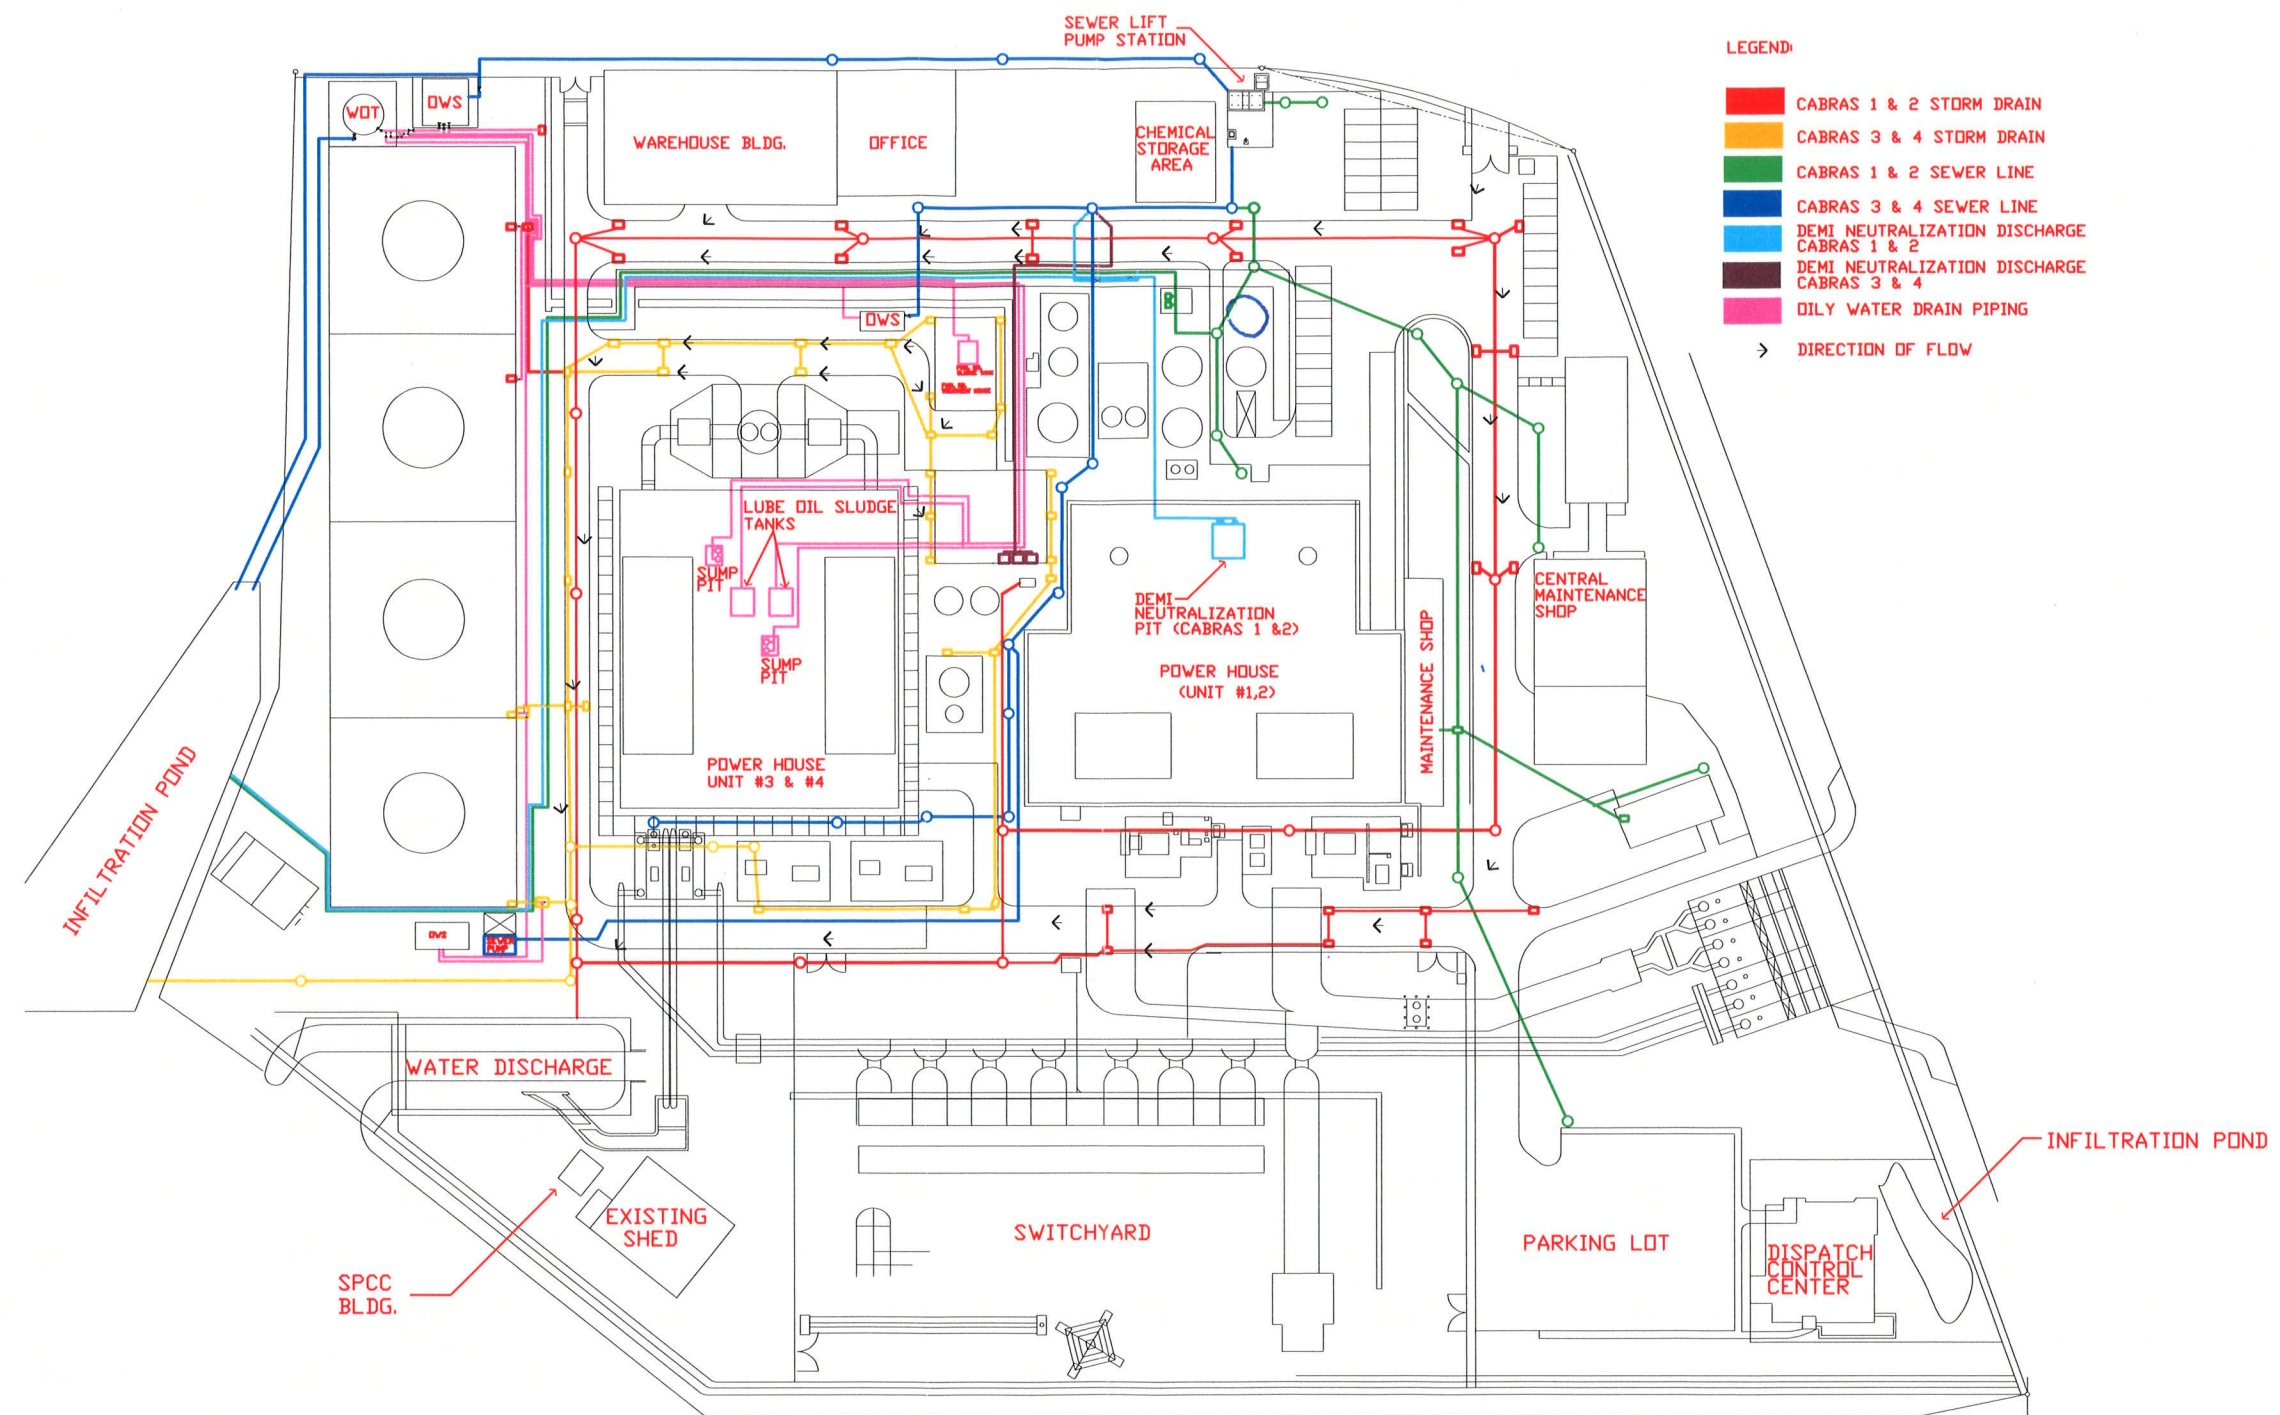 SEWER LIFT
PUMP STATION
LEGEND:
CABRAS 1 & 2 STORM DRAIN
CABRAS 3 & 4 STORM DRAIN
CABRAS 1 & 2 SEWER LINE
CABRAS 3 & 4 SEWER LINE
DEMI NEUTRALIZATION DISCHARGE
CABRAS 1 & 2
DEMI NEUTRALIZATION DISCHARGE
CABRAS 3 & 4
OILY WATER DRAIN PIPING
DIRECTION OF FLOW
WOT
OWS
WAREHOUSE BLDG.
OFFICE
CHEMICAL
STORAGE
AREA
OWS
LUBE OIL SLUDGE
TANKS
SUMP
PIT
SUMP
PIT
POWER HOUSE
UNIT #3 & #4
DEMI
NEUTRALIZATION
PIT (CABRAS 1 &2)
POWER HOUSE
(UNIT #1,2)
MAINTENANCE SHOP
CENTRAL
MAINTENANCE
SHOP
INFILTRATION POND
OWS
SEWER
PUMP
WATER DISCHARGE
EXISTING
SHED
SPCC
BLDG.
SWITCHYARD
PARKING LOT
DISPATCH
CONTROL
CENTER
INFILTRATION POND